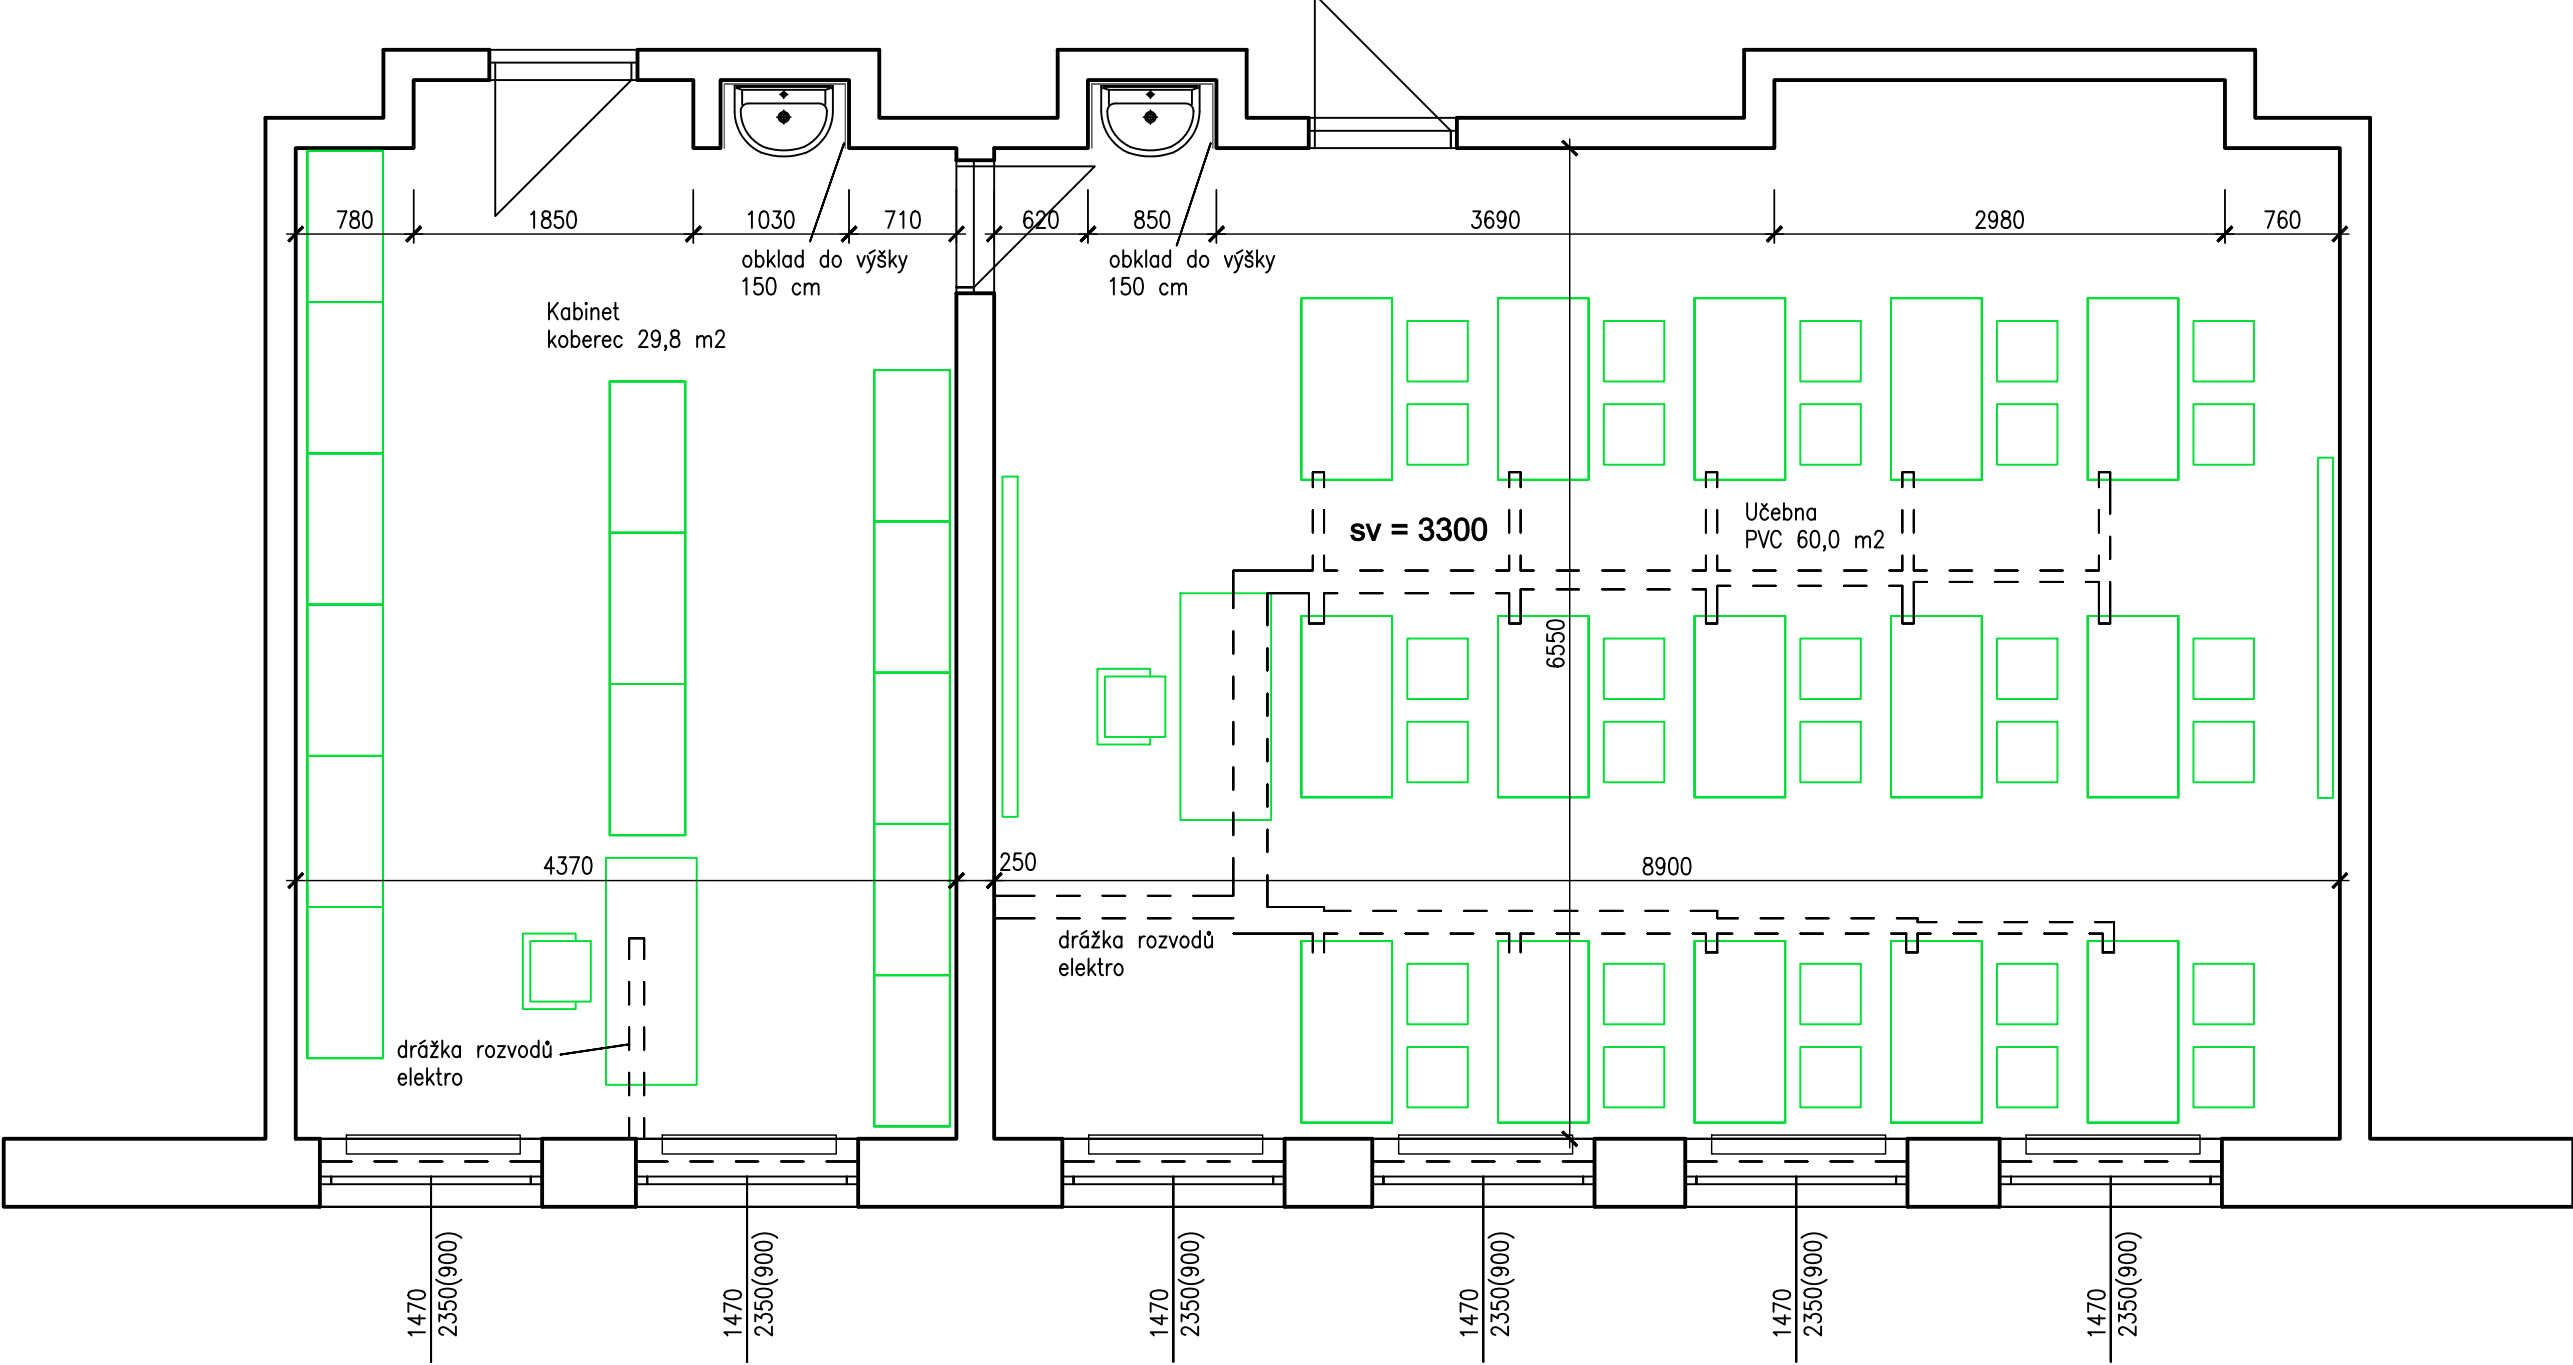 780
1850
1030
710
620
850
3690
2980
760
obklad do výšky
150 cm
obklad do výšky
150 cm
Kabinet
koberec 29,8 m2
sv = 3300
Učebna
PVC 60,0 m2
6550
4370
250
8900
drážka rozvodů
elektro
drážka rozvodů
elektro
1470
2350(900)
1470
2350(900)
1470
2350(900)
1470
2350(900)
1470
2350(900)
1470
2350(900)